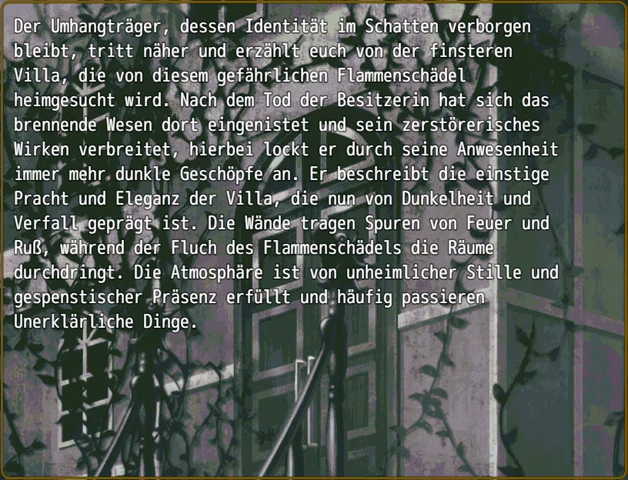 Der Umhangträger, dessen Identität im Schatten verborgen
bleibt, tritt näher und erzählt euch von der finsteren
Villa, die von diesem gefährlichen Flammenschädel
heimgesucht wird. Nach dem Tod der Besitzerin hat sich das
brennende Wesen dort eingenistet und sein zerstörerisches
Wirken verbreitet, hierbei lockt er durch seine Anwesenheit
immer mehr dunkle Geschöpfe an. Er beschreibt die einstige
Pracht und Eleganz der Villa, die nun von Dunkelheit und
Verfall geprägt ist. Die Wände tragen Spuren von Feuer und
Ruß, während der Fluch des Flammenschädels die Räume
durchdringt. Die Atmosphäre ist von unheimlicher Stille und
gespenstischer Präsenz erfüllt und häufig passieren
Unerklärliche Dinge.